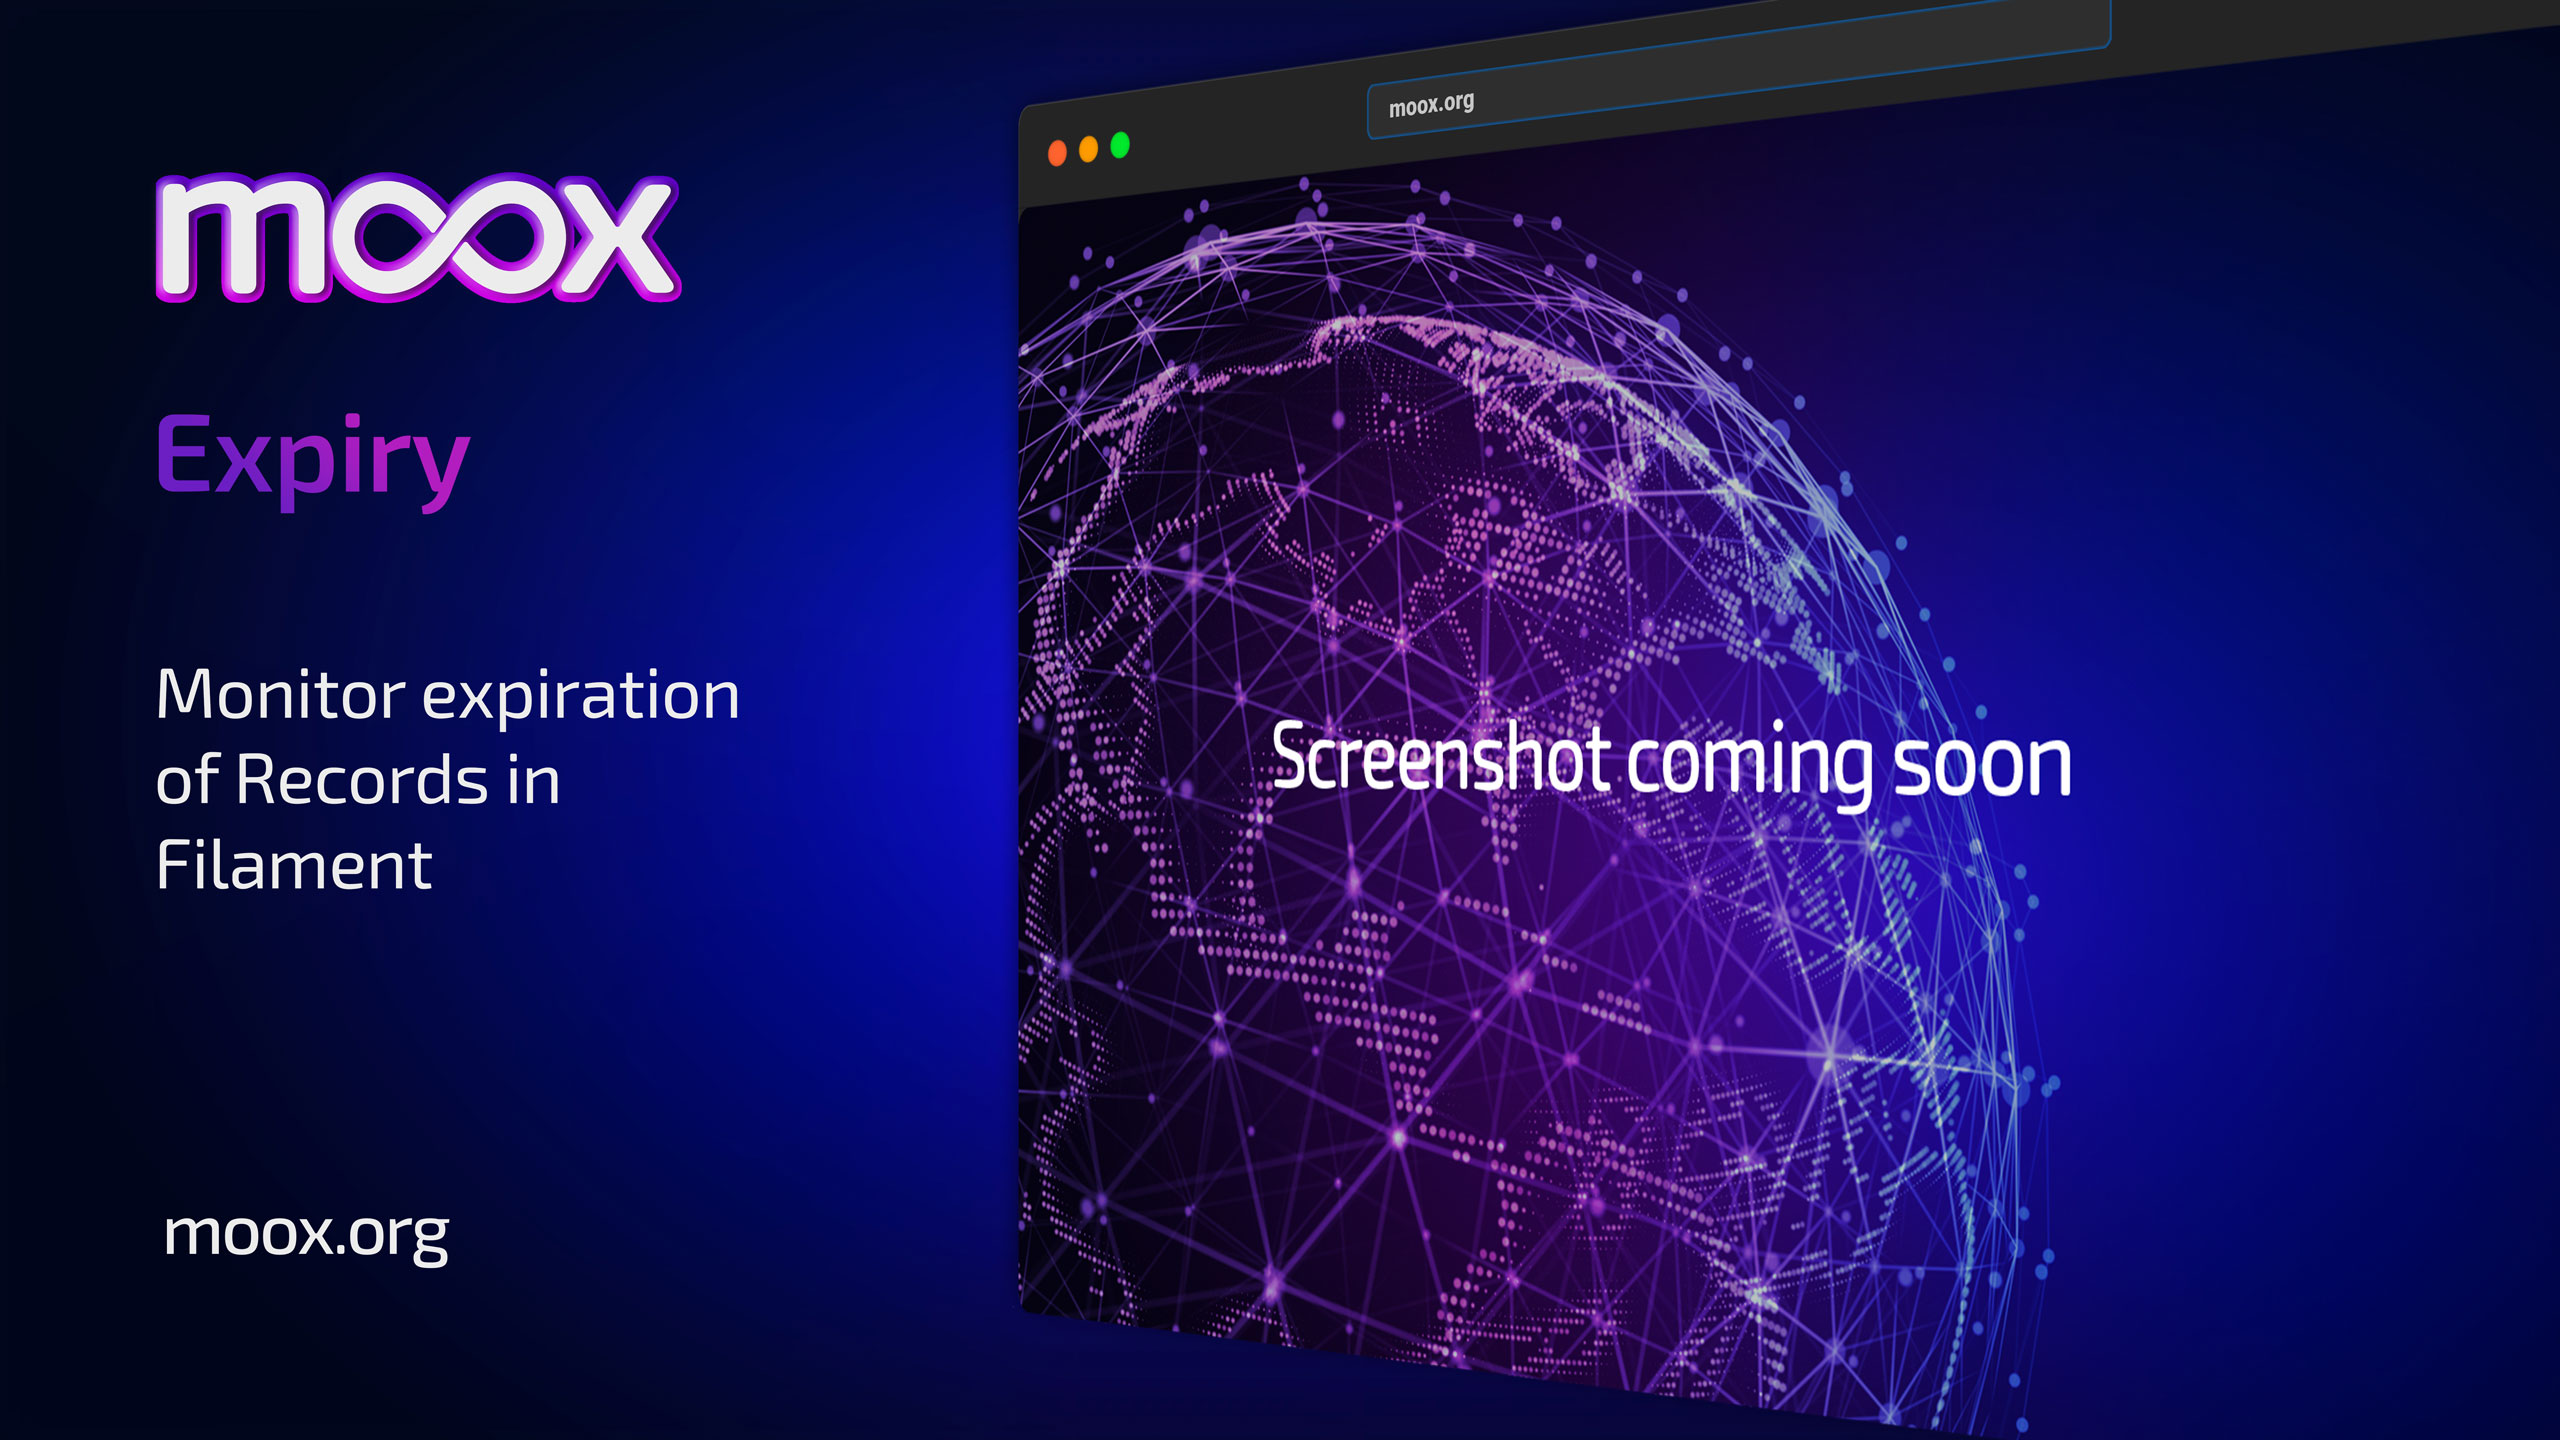 moox
Expiry
Monitor expiration
of Records in
Filament
moox.org
moox.org
Screenshot coming soon